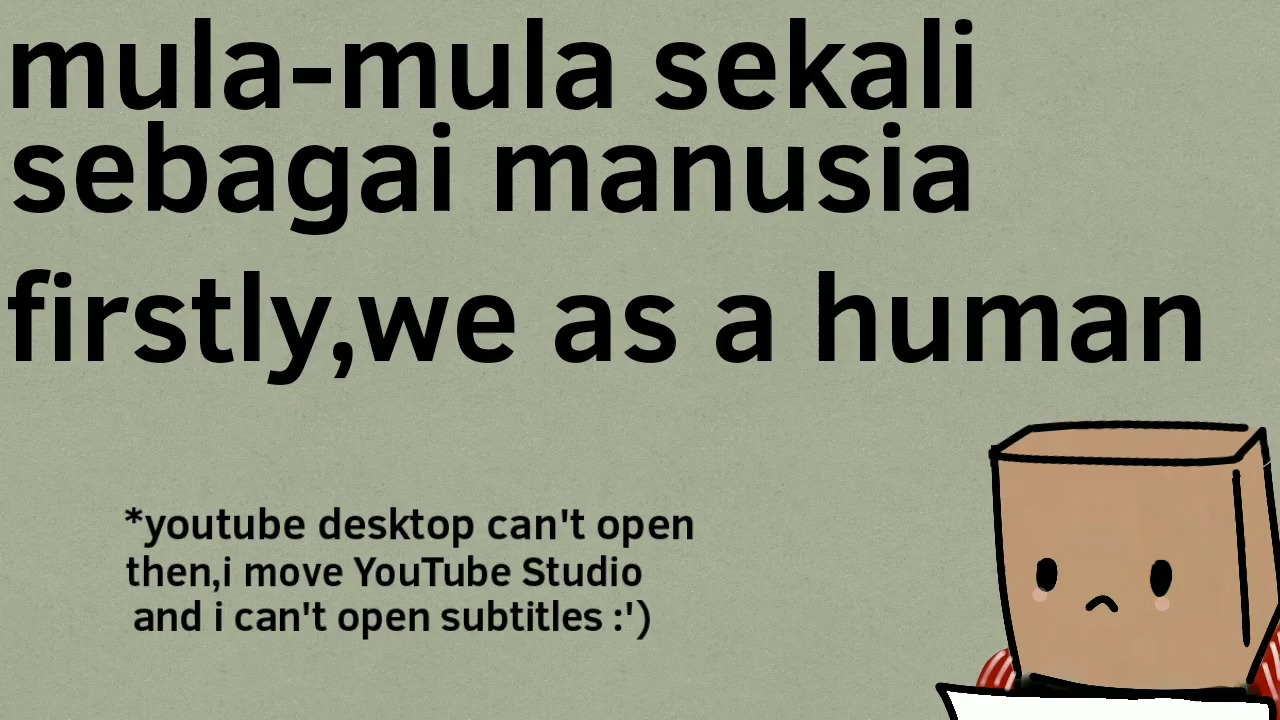 mula-mula sekali
sebagai manusia
firstly,we as a human
*youtube desktop can't open
then,i move YouTube Studio
and i can't open subtitles :')